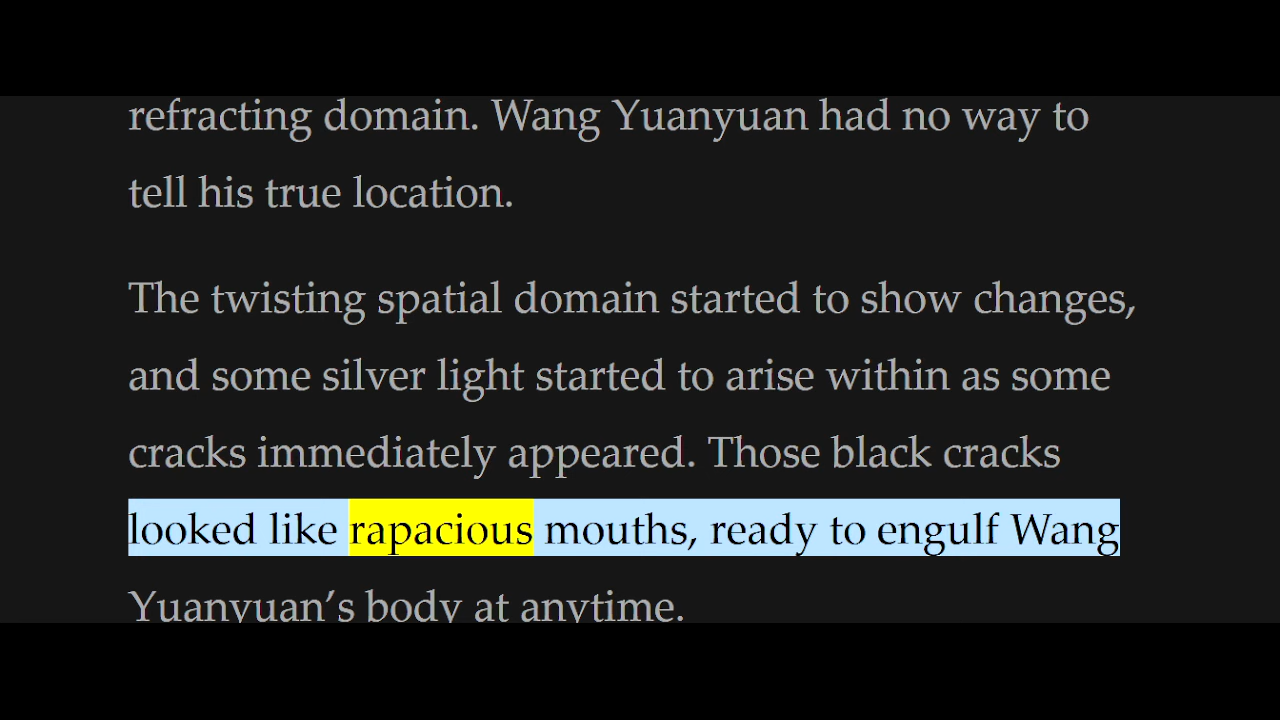 refracting domain. Wang Yuanyuan had no way to
tell his true location.
The twisting spatial domain started to show changes,
and some silver light started to arise within as some
cracks immediately appeared. Those black cracks
looked like rapacious mouths, ready to engulf Wang
Yuanyuan’s body at anytime.